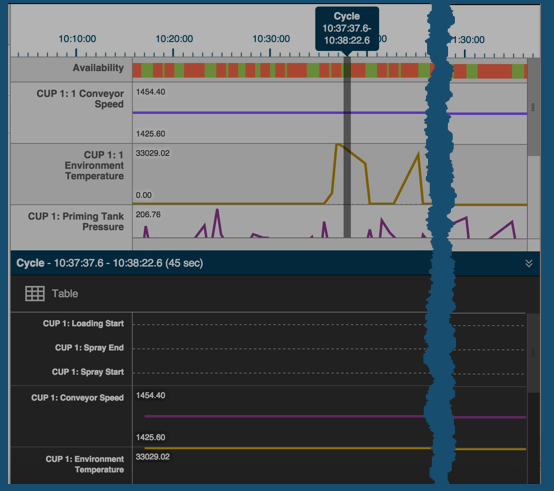 Cycle
10:37:37.6-
10:38:22.6
10:10:00
10:20:00
10:30:00
1:30:00
Availability
CUP 1: 1 Conveyor
Speed
1454.40
1425.60
CUP 1: 1
Environment
Temperature
33029.02
0.00
CUP 1: Priming Tank
Pressure
206.76
Cycle - 10:37:37.6 - 10:38:22.6 (45 sec)
Table
CUP 1: Loading Start
CUP 1: Spray End
CUP 1: Spray Start
CUP 1: Conveyor Speed
1454.40
1425.60
CUP 1: Environment
Temperature
33029.02